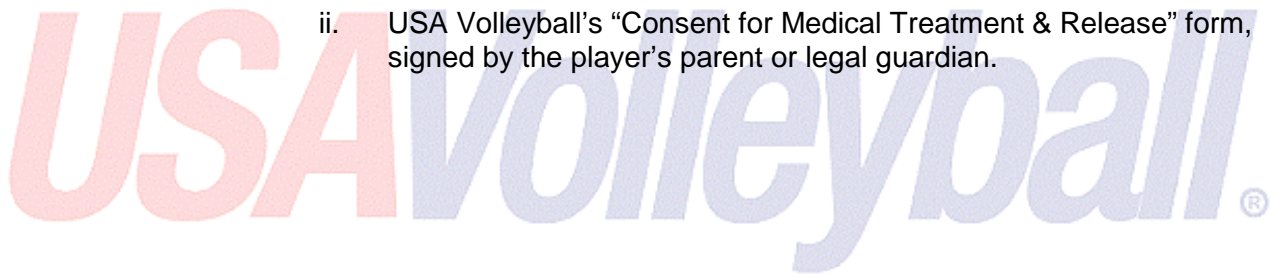 ii. USA Volleyball’s “Consent for Medical Treatment & Release” form,
signed by the player’s parent or legal guardian.
USAVolleyball®